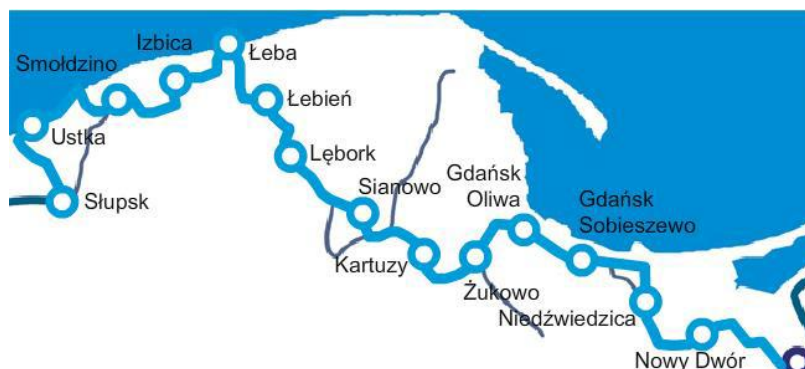 Izbica
Łeba
Smołdzino
Łebień
Ustka
Lębork
Gdańsk
Oliwa
Gdańsk
Sobieszewo
Sianowo
Słupsk
Kartuzy
Żukowo
Niedźwiedzica
Nowy Dwór